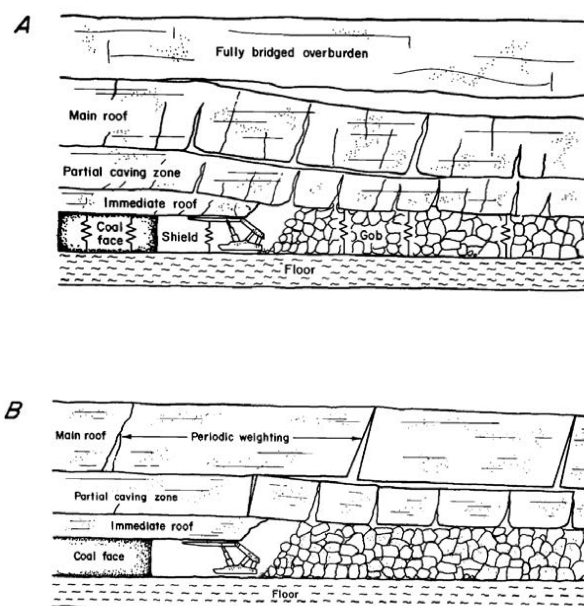 A
Fully bridged overburden
Main roof
Partial caving zone
Immediate roof
Coal
face
Shield
Gob
Floor
B
Main roof
Periodic weighting
Partial caving zone
Immediate roof
Coal face
Floor